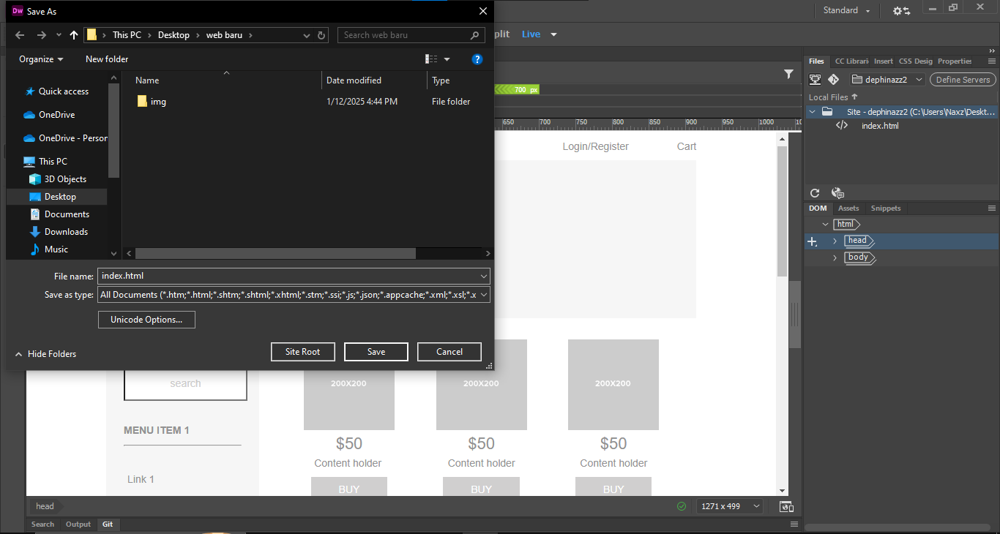 Dw Save As
Standard
This PC > Desktop > web baru >
Search web baru
Live
Organize
New folder
?
Files
CC Librari
Insert
CSS Desig
Properties
Name
Date modified
Type
dephinazz2
Define Servers
Quick access
img
1/12/2025 4:44 PM
File folder
700 px
Local Files
OneDrive
Site - dephinazz2 (C:\Users\Naxz\Deskt...
650 700 750 800 850 900 950 1000
</> index.html
OneDrive - Person
Login/Register
Cart
This PC
3D Objects
Desktop
Documents
Downloads
Music
DOM
Assets
Snippets
html
head
body
File name:
index.html
Save as type:
All Documents (*.htm;*.html;*.shtm;*.shtml;*.xhtml;*.stm;*.ssi;*.js;*.json;*.appcache;*.xml;*.xsl;*.x
Unicode Options...
Hide Folders
Site Root
Save
Cancel
search
200X200
200X200
200X200
MENU ITEM 1
$50
$50
$50
Content holder
Content holder
Content holder
Link 1
BUY
BUY
BUY
head
1271 x 499
Search
Output
Git